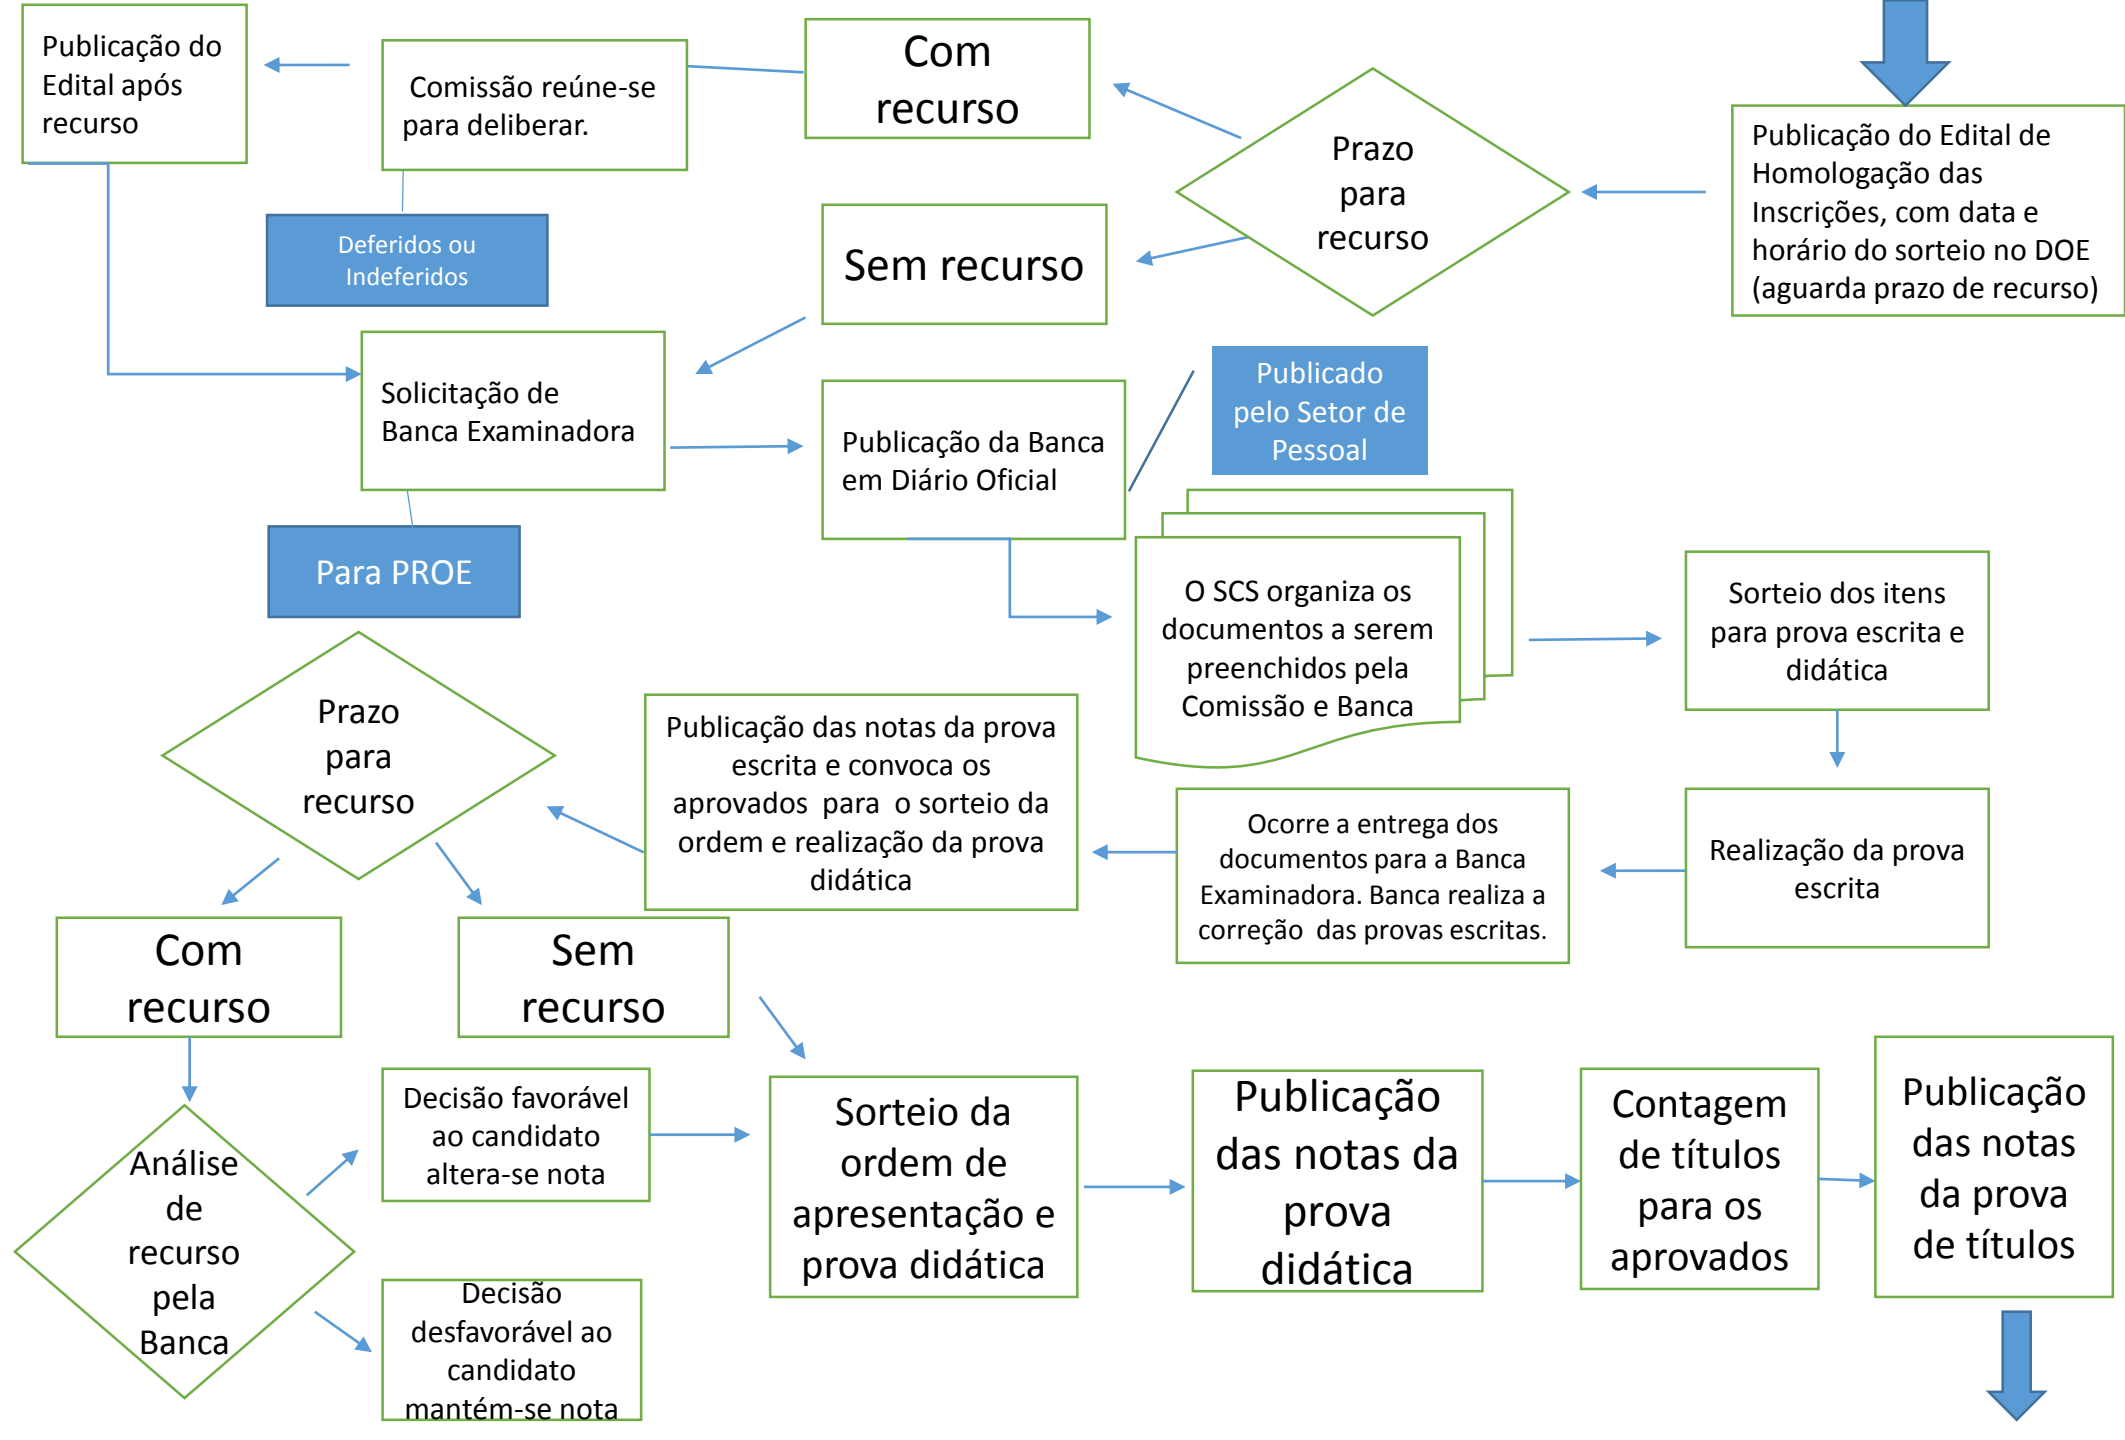 Publicação do
Edital após
recurso
Comissão reúne-se
para deliberar.
Com
recurso
Prazo
para
recurso
Publicação do Edital de
Homologação das
Inscrições, com data e
horário do sorteio no DOE
(aguarda prazo de recurso)
Deferidos ou
Indeferidos
Sem recurso
Solicitação de
Banca Examinadora
Publicação da Banca
em Diário Oficial
Publicado
pelo Setor de
Pessoal
Para PROE
O SCS organiza os
documentos a serem
preenchidos pela
Comissão e Banca
Sorteio dos itens
para prova escrita e
didática
Realização da prova
escrita
Ocorre a entrega dos
documentos para a Banca
Examinadora. Banca realiza a
correção das provas escritas.
Publicação das notas da prova
escrita e convoca os
aprovados para o sorteio da
ordem e realização da prova
didática
Prazo
para
recurso
Com
recurso
Sem
recurso
Análise
de
recurso
pela
Banca
Decisão favorável
ao candidato
altera-se nota
Decisão
desfavorável ao
candidato
mantém-se nota
Sorteio da
ordem de
apresentação e
prova didática
Publicação
das notas da
prova
didática
Contagem
de títulos
para os
aprovados
Publicação
das notas
da prova
de títulos